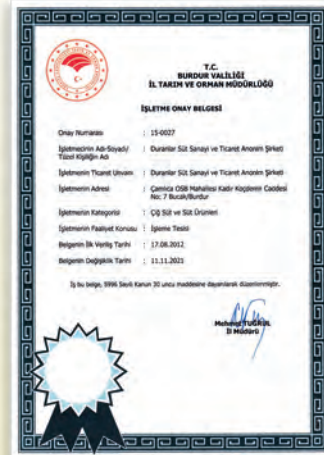 T.C.
BURDUR VALİLİĞİ
İL TARIM VE ORMAN MÜDÜRLÜĞÜ
İŞLETME ONAY BELGESİ
Onay Numarası : 15-0027
İşletmecinin Adı-Soyadı/
Tüzel Kişiliğin Adı : Duranlar Süt Sanayi ve Ticaret Anonim Şirketi
İşletmenin Ticaret Unvanı : Duranlar Süt Sanayi ve Ticaret Anonim Şirketi
İşletmenin Adresi : Çamlıca OSB Mahallesi Kadir Koçdemir Caddesi
No: 7 Bucak/Burdur
İşletmenin Kategorisi : Çiğ Süt ve Süt Ürünleri
İşletmenin Faaliyet Konusu : İşleme Tesisi
Belgenin İlk Veriliş Tarihi : 17.08.2012
Belgenin Değişiklik Tarihi : 11.11.2021
İş bu belge, 5996 Sayılı Kanun 30 uncu maddesine dayanılarak düzenlenmiştir.
Mehmet TUĞRUL
İl Müdürü